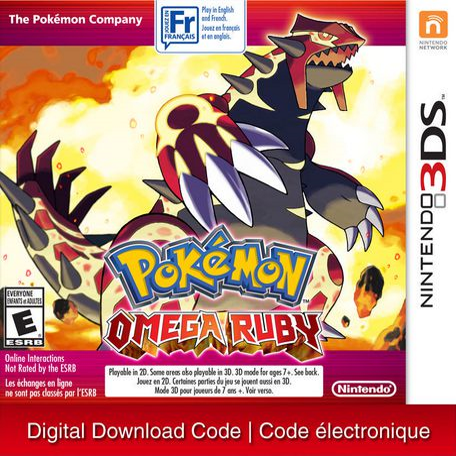 The Pokémon Company
JOUEZ EN
Fr
FRANÇAIS
Play in English
and French.
Jouez en français
et en anglais.
NINTENDO
NETWORK
NINTENDO 3DS
POKÉMON
OMEGA RUBY
EVERYONE
ENFANTS et ADULTES
E
ESRB
Online Interactions
Not Rated by the ESRB
Les échanges en ligne
ne sont pas classés par l'ESRB
Playable in 2D. Some areas also playable in 3D. 3D mode for ages 7+. See back.
Jouez en 2D. Certaines parties du jeu se jouent aussi en 3D.
Mode 3D pour joueurs de 7 ans +. Voir verso.
Nintendo
Digital Download Code | Code électronique